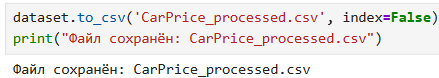 dataset.to_csv('CarPrice_processed.csv', index=False)
print("Файл сохранён: CarPrice_processed.csv")
Файл сохранён: CarPrice_processed.csv